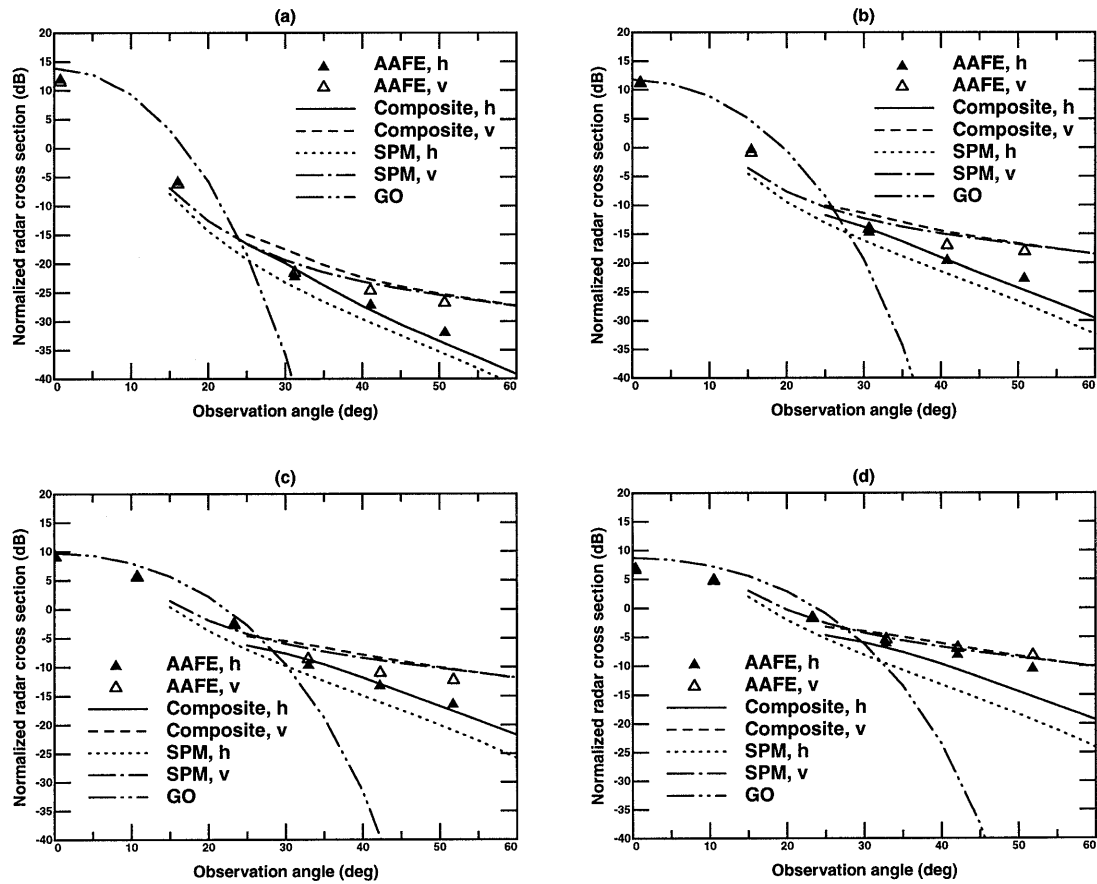 (a)
Normalized radar cross section (dB)
20
15
10
5
0
-5
-10
-15
-20
-25
-30
-35
-40
AAFE, h
AAFE, v
Composite, h
Composite, v
SPM, h
SPM, v
GO
0 10 20 30 40 50 60
Observation angle (deg)
(b)
Normalized radar cross section (dB)
20
15
10
5
0
-5
-10
-15
-20
-25
-30
-35
-40
AAFE, h
AAFE, v
Composite, h
Composite, v
SPM, h
SPM, v
GO
0 10 20 30 40 50 60
Observation angle (deg)
(c)
Normalized radar cross section (dB)
20
15
10
5
0
-5
-10
-15
-20
-25
-30
-35
-40
AAFE, h
AAFE, v
Composite, h
Composite, v
SPM, h
SPM, v
GO
0 10 20 30 40 50 60
Observation angle (deg)
(d)
Normalized radar cross section (dB)
20
15
10
5
0
-5
-10
-15
-20
-25
-30
-35
-40
AAFE, h
AAFE, v
Composite, h
Composite, v
SPM, h
SPM, v
GO
0 10 20 30 40 50 60
Observation angle (deg)